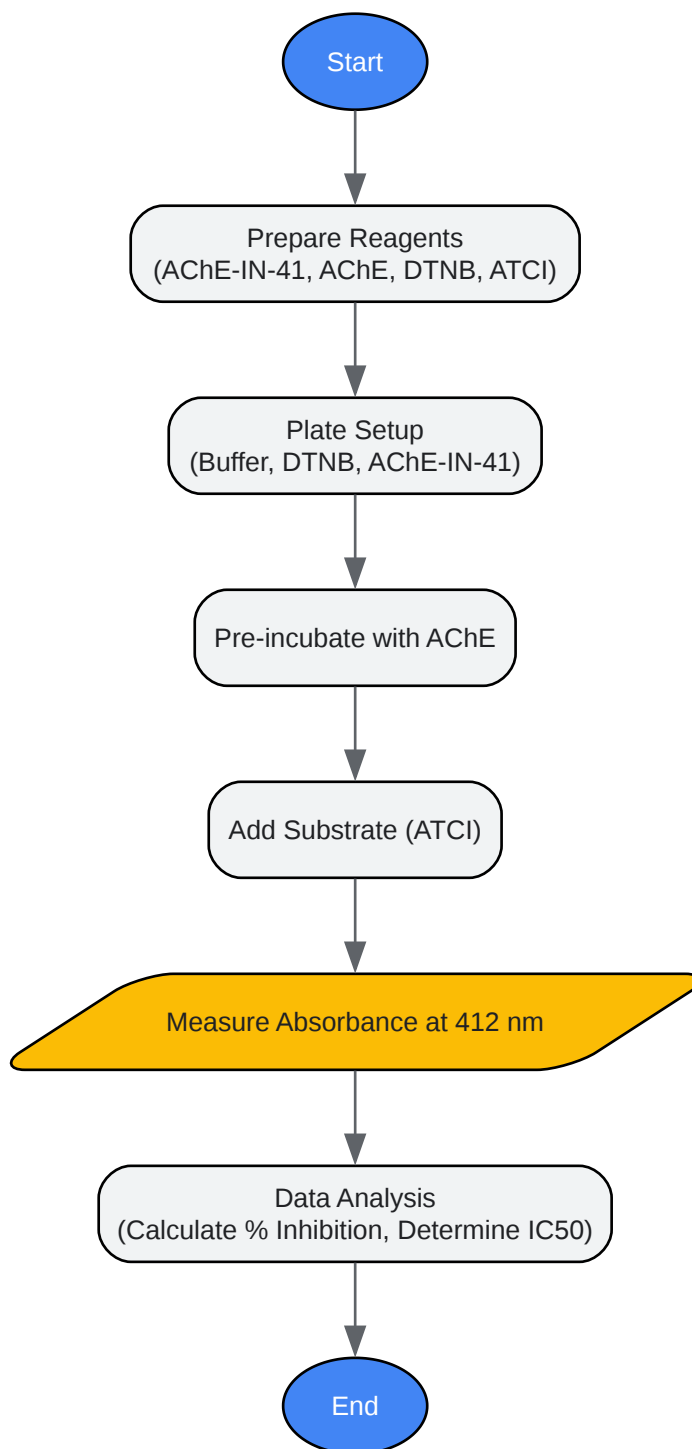 Start
Prepare Reagents
(AChE-IN-41, AChE, DTNB, ATCI)
Plate Setup
(Buffer, DTNB, AChE-IN-41)
Pre-incubate with AChE
Add Substrate (ATCI)
Measure Absorbance at 412 nm
Data Analysis
(Calculate % Inhibition, Determine IC50)
End